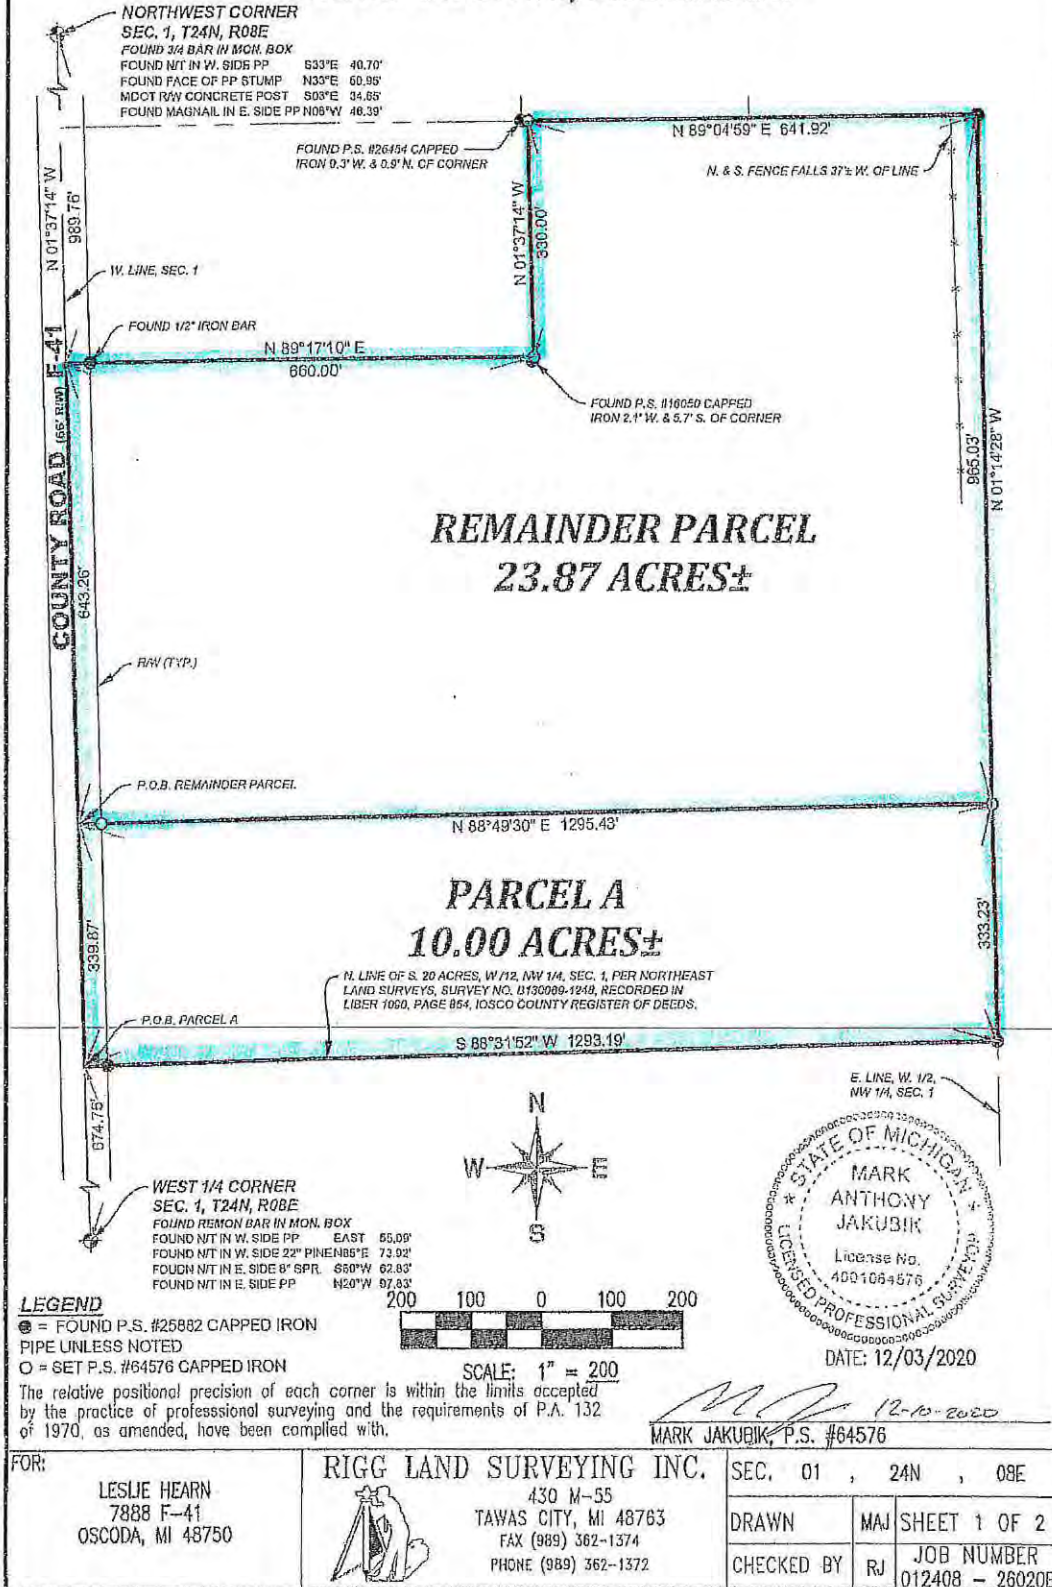 NORTHWEST CORNER
SEC. 1, T24N, R08E
FOUND 3/4 BAR IN MON. BOX
FOUND N/T IN W. SIDE PP S33°E 40.70'
FOUND FACE OF PP STUMP N33°E 60.95'
MDOT R/W CONCRETE POST S03°E 34.65'
FOUND MAGNAIL IN E. SIDE PP N06°W 46.39'
N 89°04'59" E 641.92'
FOUND P.S. #26454 CAPPED
IRON 0.3' W. & 0.9' N. OF CORNER
N. & S. FENCE FALLS 37'± W. OF LINE
N 01°37'14" W
989.76'
N 01°37'14" W
330.00'
W. LINE, SEC. 1
FOUND 1/2" IRON BAR
N 89°17'10" E
660.00'
FOUND P.S. #16050 CAPPED
IRON 2.1' W. & 5.7' S. OF CORNER
COUNTY ROAD (66' R/W) F-41
965.03'
N 01°14'28" W
REMAINDER PARCEL
23.87 ACRES±
643.26'
R/W (TYP.)
P.O.B. REMAINDER PARCEL
N 88°49'30" E 1295.43'
PARCEL A
10.00 ACRES±
339.87'
333.23'
N. LINE OF S. 20 ACRES, W/12, NW 1/4, SEC. 1, PER NORTHEAST
LAND SURVEYS, SURVEY NO. , RECORDED IN
LIBER 1060, PAGE 854, IOSCO COUNTY REGISTER OF DEEDS.
P.O.B. PARCEL A
S 88°31'52" W 1293.19'
E. LINE, W. 1/2,
NW 1/4, SEC. 1
674.75'
N
W E
S
WEST 1/4 CORNER
SEC. 1, T24N, R08E
FOUND REMON BAR IN MON. BOX
FOUND N/T IN W. SIDE PP EAST 55.09'
FOUND N/T IN W. SIDE 22" PINE N85°E 73.92'
FOUDN N/T IN E. SIDE 8" SPR. S60°W 62.83'
FOUND N/T IN E. SIDE PP N20°W 97.83'
STATE OF MICHIGAN
MARK
ANTHONY
JAKUBIK
License No.
4001064576
LICENSED PROFESSIONAL SURVEYOR
DATE: 12/03/2020
LEGEND
= FOUND P.S. #25882 CAPPED IRON
PIPE UNLESS NOTED
O = SET P.S. #64576 CAPPED IRON
200 100 0 100 200
SCALE: 1" = 200
The relative positional precision of each corner is within the limits accepted
by the practice of professsional surveying and the requirements of P.A. 132
of 1970, as amended, have been complied with.
12-10-2020
MARK JAKUBIK, P.S. #64576
FOR:
LESLIE HEARN
7888 F-41
OSCODA, MI 48750
RIGG LAND SURVEYING INC.
430 M-55
TAWAS CITY, MI 48763
FAX (989) 362-1374
PHONE (989) 362-1372
SEC. 01 , 24N , 08E
DRAWN MAJ SHEET 1 OF 2
CHECKED BY RJ JOB NUMBER
012408 - 26020F